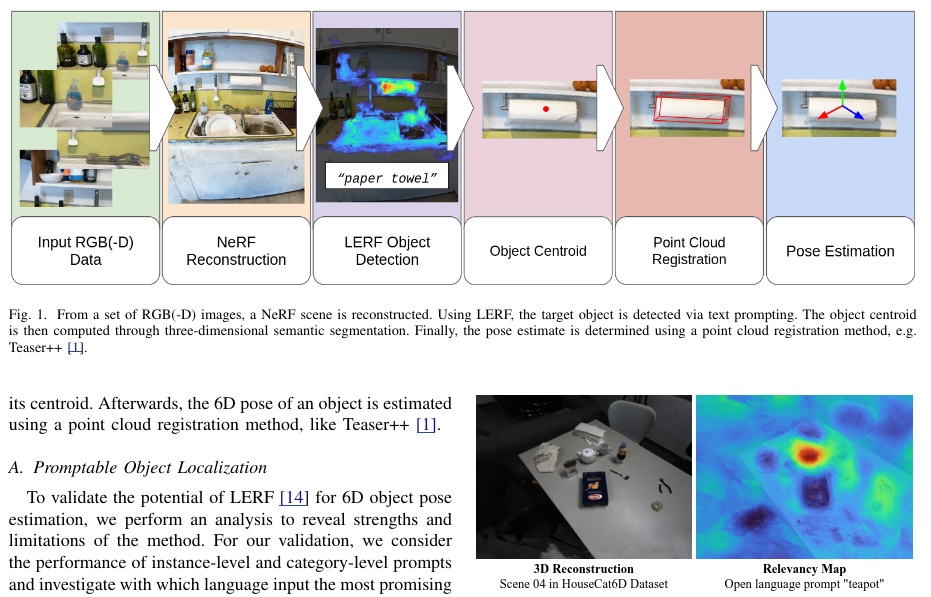 “paper towel”
Input RGB(-D)
Data
NeRF
Reconstruction
LERF Object
Detection
Object Centroid
Point Cloud
Registration
Pose Estimation
Fig. 1. From a set of RGB(-D) images, a NeRF scene is reconstructed. Using LERF, the target object is detected via text prompting. The object centroid
is then computed through three-dimensional semantic segmentation. Finally, the pose estimate is determined using a point cloud registration method, e.g.
Teaser++ [1].
its centroid. Afterwards, the 6D pose of an object is estimated
using a point cloud registration method, like Teaser++ [1].
A. Promptable Object Localization
To validate the potential of LERF [14] for 6D object pose
estimation, we perform an analysis to reveal strengths and
limitations of the method. For our validation, we consider
the performance of instance-level and category-level prompts
and investigate with which language input the most promising
3D Reconstruction
Scene 04 in HouseCat6D Dataset
Relevancy Map
Open language prompt "teapot"